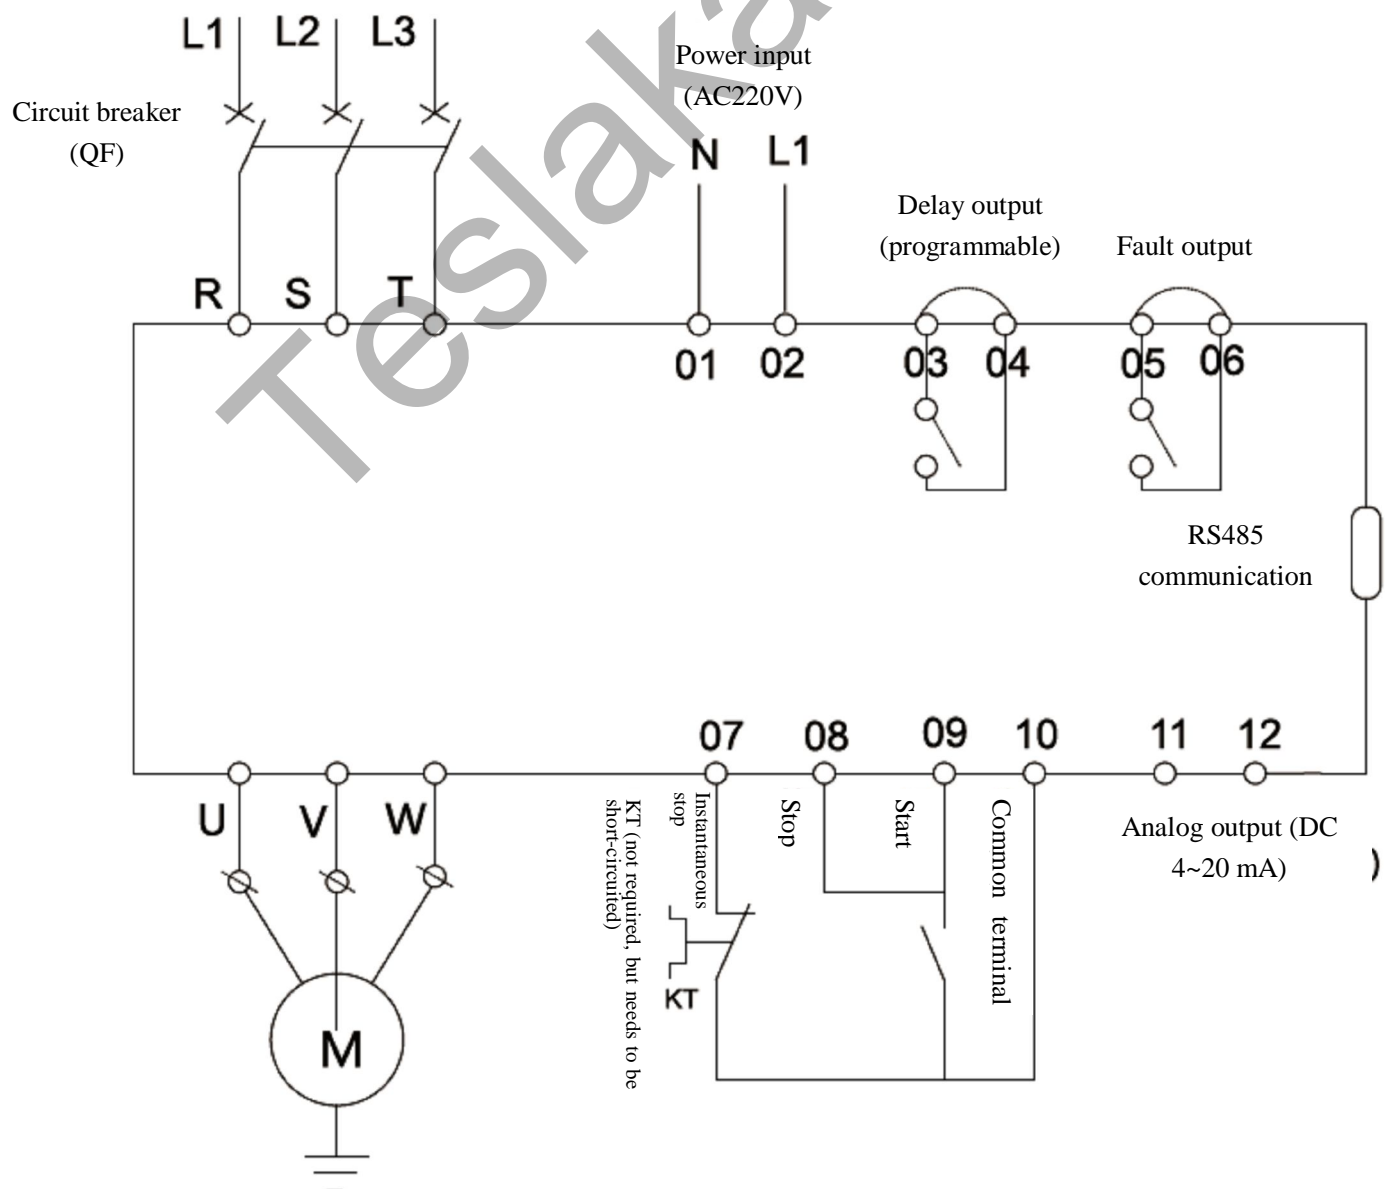 L1 L2 L3
Power input
(AC220V)
Circuit breaker
(QF)
N L1
Delay output
(programmable)
Fault output
R S T
01 02 03 04 05 06
RS485
communication
07 08 09 10 11 12
U V W
Instantaneous
stop
Stop
Start
Common terminal
Analog output (DC
4~20 mA)
)
KT (not required, but needs to be
short-circuited)
KT
M
Teslaka